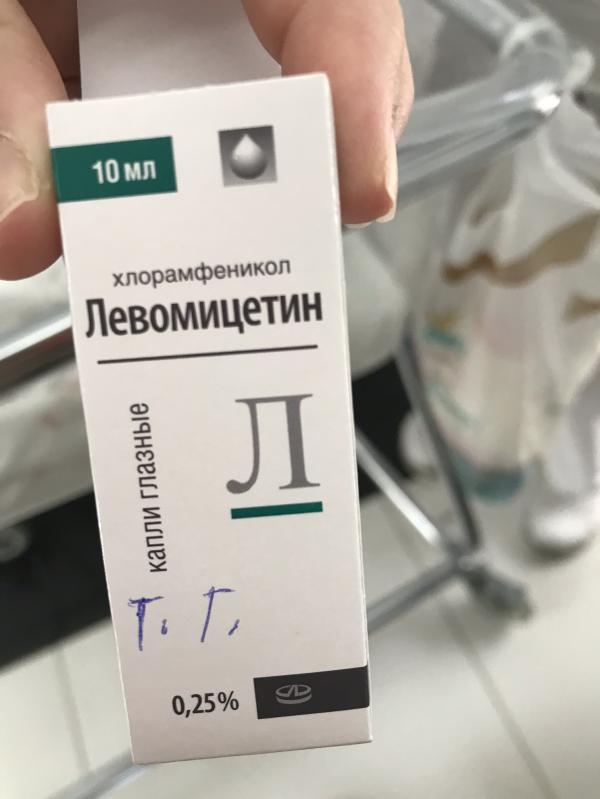 10 мл
хлорамфеникол
Левомицетин
Л
капли глазные
Т. Г.
0,25%